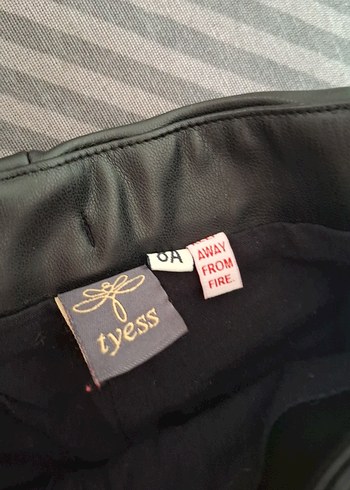 tyess
8A
AWAY
FROM
FIRE.